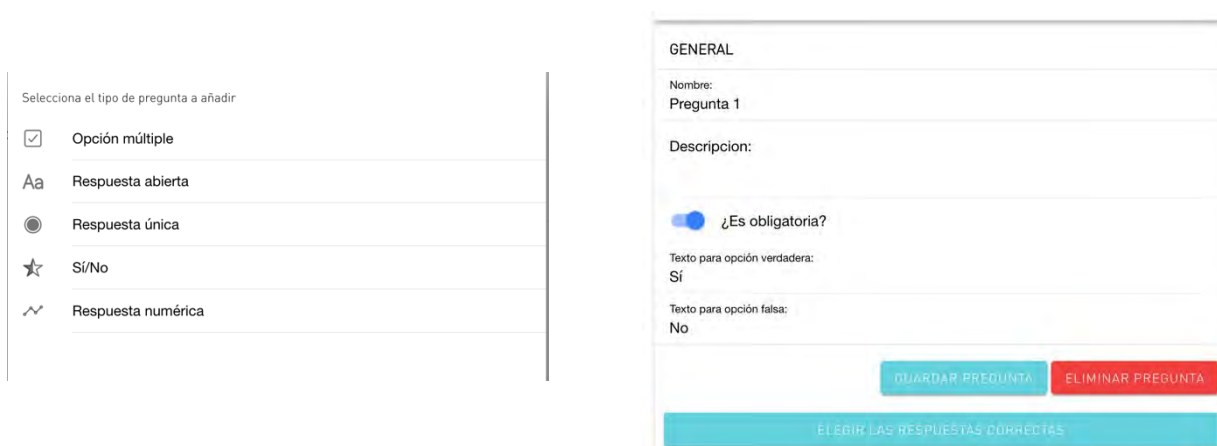 Selecciona el tipo de pregunta a añadir
Opción múltiple
Aa
Respuesta abierta
Respuesta única
Sí/No
Respuesta numérica
GENERAL
Nombre:
Pregunta 1
Descripcion:
¿Es obligatoria?
Texto para opción verdadera:
Sí
Texto para opción falsa:
No
GUARDAR PREGUNTA
ELIMINAR PREGUNTA
ELEGIR LAS RESPUESTAS CORRECTAS